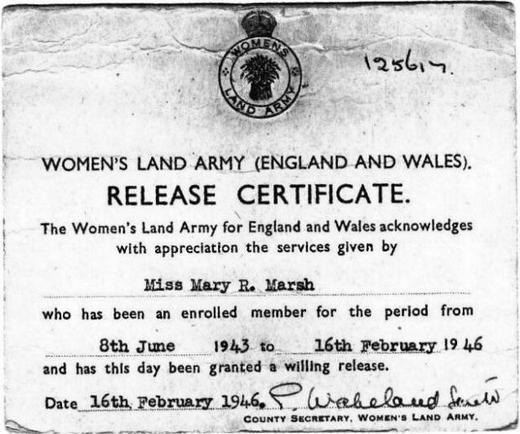 WOMENS
LAND ARMY
12561
WOMEN'S LAND ARMY (ENGLAND AND WALES).
RELEASE CERTIFICATE.
The Women's Land Army for England and Wales acknowledges
with appreciation the services given by
Miss Mary R. Marsh
who has been an enrolled member for the period from
8th June 1943 to 16th February 1946
and has this day been granted a willing release.
Date 16th February 1946.
COUNTY SECRETARY, WOMEN'S LAND ARMY.